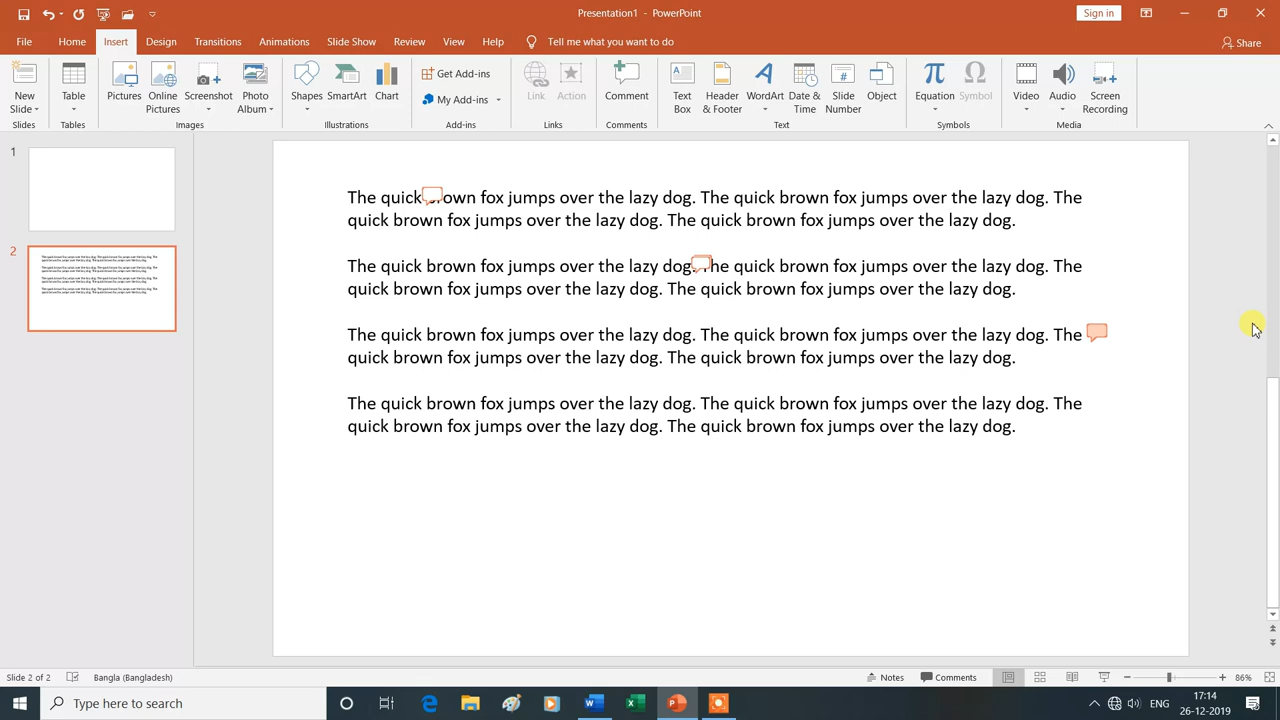 Presentation1 - PowerPoint
Sign in
File Home Insert Design Transitions Animations Slide Show Review View Help Tell me what you want to do Share
New Slide
Table
Pictures
Online Pictures
Screenshot
Photo Album
Shapes
SmartArt
Chart
Get Add-ins
My Add-ins
Link
Action
Comment
Text Box
Header & Footer
WordArt
Date & Time
Slide Number
Object
Equation
Symbol
Video
Audio
Screen Recording
Slides Tables Images Illustrations Add-ins Links Comments Text Symbols Media
1
2
The quick own fox jumps over the lazy dog. The quick brown fox jumps over the lazy dog. The
quick brown fox jumps over the lazy dog. The quick brown fox jumps over the lazy dog.
The quick brown fox jumps over the lazy dog. The quick brown fox jumps over the lazy dog. The
quick brown fox jumps over the lazy dog. The quick brown fox jumps over the lazy dog.
The quick brown fox jumps over the lazy dog. The quick brown fox jumps over the lazy dog. The
quick brown fox jumps over the lazy dog. The quick brown fox jumps over the lazy dog.
The quick brown fox jumps over the lazy dog. The quick brown fox jumps over the lazy dog. The
quick brown fox jumps over the lazy dog. The quick brown fox jumps over the lazy dog.
Slide 2 of 2 Bangla (Bangladesh) Notes Comments 86%
Type here to search ENG 17:14
26-12-2019